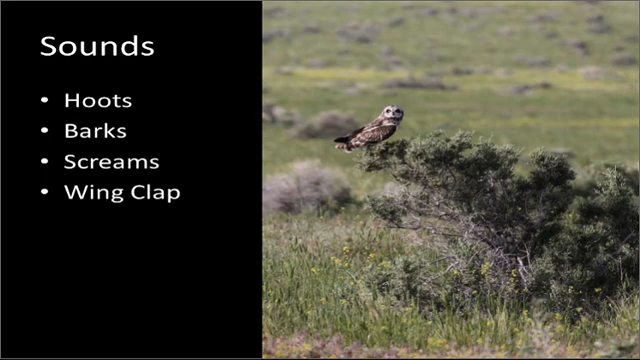 Sounds
• Hoots
• Barks
• Screams
• Wing Clap